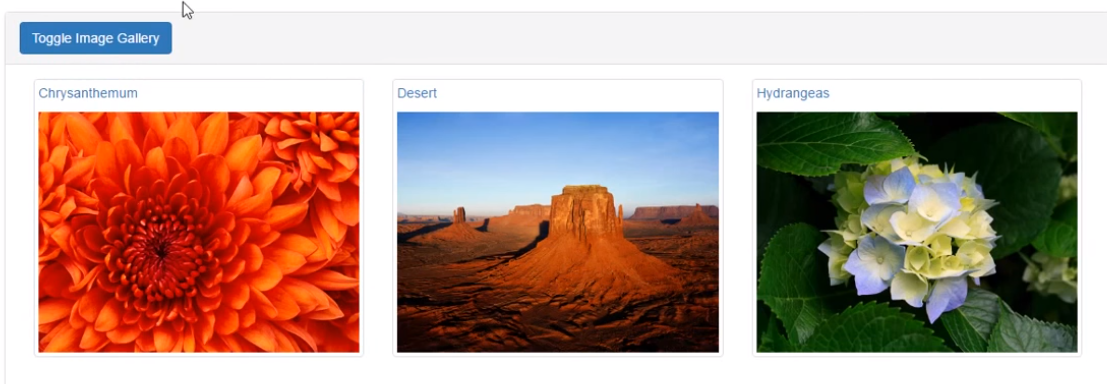 Toggle Image Gallery
Chrysanthemum
Desert
Hydrangeas